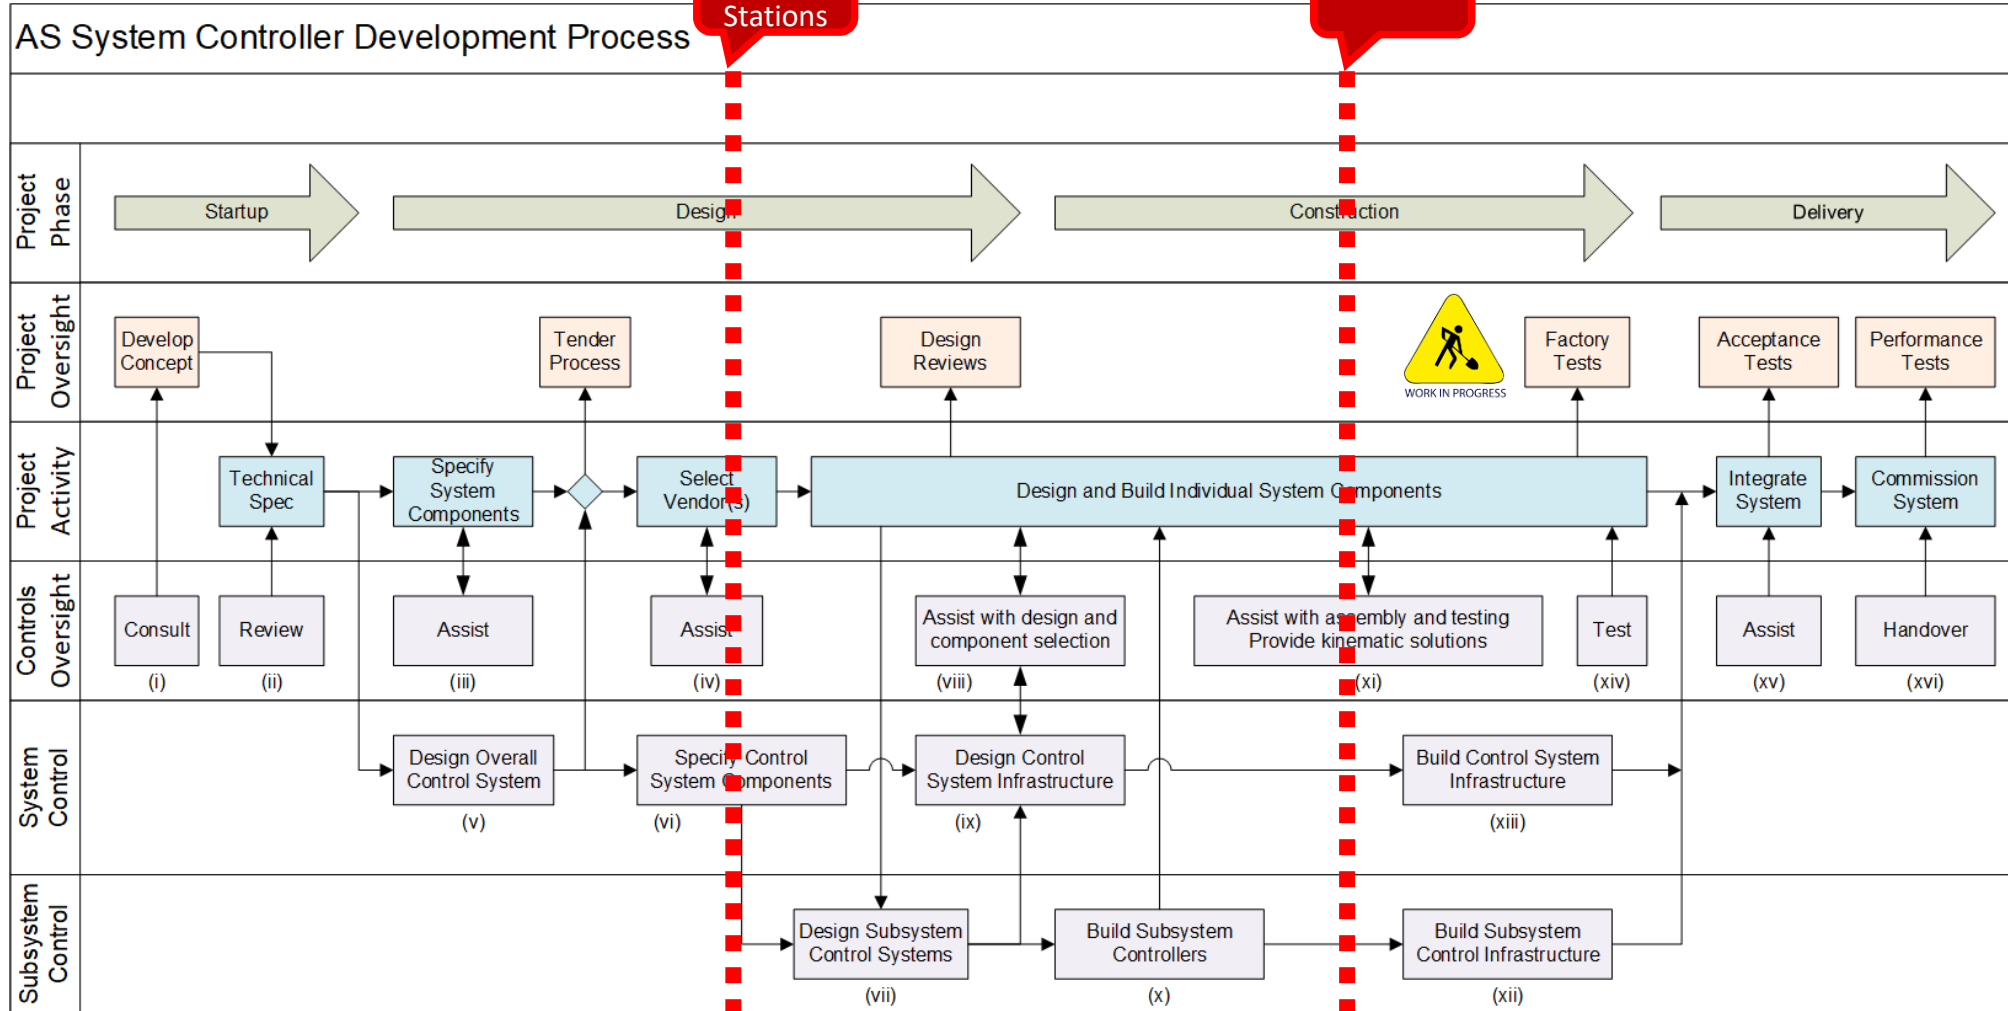 Stations
AS System Controller Development Process
Project
Phase
Startup
Design
Construction
Delivery
Project
Oversight
Develop
Concept
Tender
Process
Design
Reviews
WORK IN PROGRESS
Factory
Tests
Acceptance
Tests
Performance
Tests
Project
Activity
Technical
Spec
Specify
System
Components
Select
Vendor(s)
Design and Build Individual System Components
Integrate
System
Commission
System
Controls
Oversight
Consult
(i)
Review
(ii)
Assist
(iii)
Assist
(iv)
Assist with design and
component selection
(viii)
Assist with assembly and testing
Provide kinematic solutions
(xi)
Test
(xiv)
Assist
(xv)
Handover
(xvi)
System
Control
Design Overall
Control System
(v)
Specify Control
System Components
(vi)
Design Control
System Infrastructure
(ix)
Build Control System
Infrastructure
(xiii)
Subsystem
Control
Design Subsystem
Control Systems
(vii)
Build Subsystem
Controllers
(x)
Build Subsystem
Control Infrastructure
(xii)